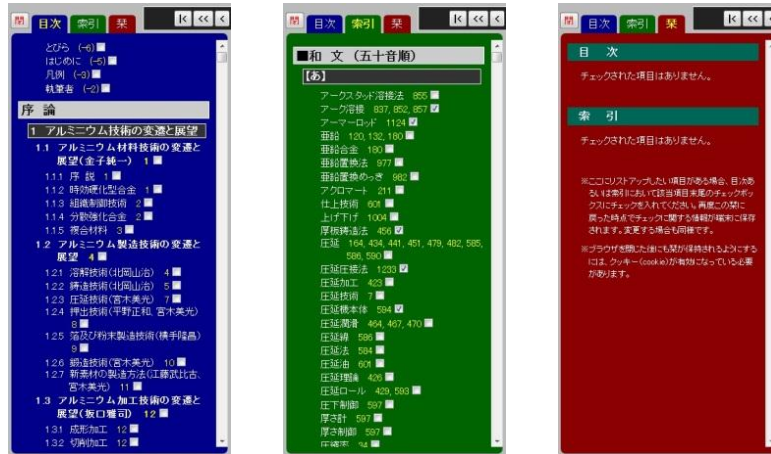 閉 目次 索引 栞 |< << <
とびら (-6)
はじめに (-5)
凡例 (-3)
執筆者 (-2)
序 論
1 アルミニウム技術の変遷と展望
1.1 アルミニウム材料技術の変遷と
展望(金子純一) 1
1.1.1 序 説 1
1.1.2 時効硬化型合金 1
1.1.3 組織制御技術 2
1.1.4 分散強化合金 2
1.1.5 複合材料 3
1.2 アルミニウム製造技術の変遷と
展望 4
1.2.1 溶解技術(北岡山治) 4
1.2.2 鋳造技術(北岡山治) 5
1.2.3 圧延技術(宮木美光) 7
1.2.4 押出技術(平野正和, 宮木美光)
8
1.2.5 箔及び粉末製造技術(横手隆昌)
9
1.2.6 鍛造技術(宮木美光) 10
1.2.7 新素材の製造方法(工藤武比古、
宮木美光) 11
1.3 アルミニウム加工技術の変遷と
展望(坂口雅司) 12
1.3.1 成形加工 12
1.3.2 切削加工 12
閉 目次 索引 栞 |< << <
■和 文 (五十音順)
【あ】
アークスタッド溶接法 855
アーク溶接 837, 852, 857
アーマーロッド 1124
亜鉛 120, 132, 180
亜鉛合金 180
亜鉛置換法 977
亜鉛置換めっき 982
アクロマート 211
仕上技術 601
上げ下げ 1004
厚板鋳造法 456
圧延 164, 434, 441, 451, 479, 482, 585,
586, 590
圧延圧接法 1233
圧延加工 423
圧延技術 7
圧延機本体 594
圧延潤滑 464, 467, 470
圧延線 586
圧延法 584
圧延油 601
圧延理論 426
圧延ロール 429, 593
圧下制御 597
厚さ計 597
厚さ制御 597
圧縮率 34
閉 目次 索引 栞 |< << <
目 次
チェックされた項目はありません。
索 引
チェックされた項目はありません。
※ここにリストアップしたい項目がある場合、目次あ
るいは索引において該当項目末尾のチェックボッ
クスにチェックを入れてください。再度この栞に
戻った時点でチェックに関する情報が端末に保存
されます。変更する場合も同様です。
※ブラウザを閉じた後にも栞が保持されるようにする
には、クッキー(cookie)が有効になっている必要
があります。